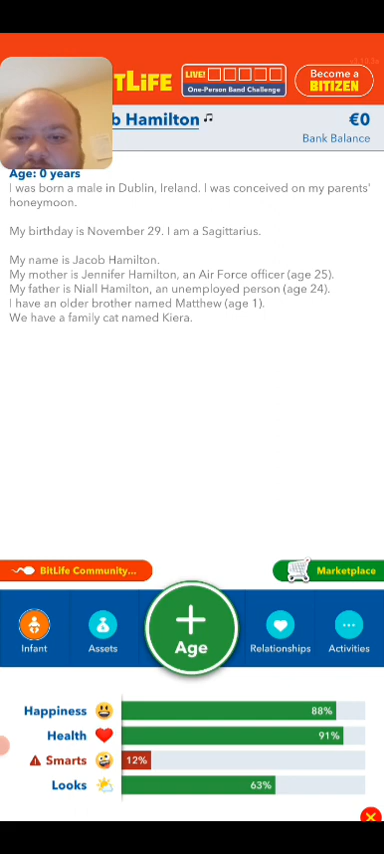 TLiFE
LIVE!
One-Person Band Challenge
Become a
BITIZEN
b Hamilton
€0
Bank Balance
Age: 0 years
I was born a male in Dublin, Ireland. I was conceived on my parents'
honeymoon.
My birthday is November 29. I am a Sagittarius.
My name is Jacob Hamilton.
My mother is Jennifer Hamilton, an Air Force officer (age 25).
My father is Niall Hamilton, an unemployed person (age 24).
I have an older brother named Matthew (age 1).
We have a family cat named Kiera.
BitLife Community...
Marketplace
Infant
Assets
Age
Relationships
Activities
Happiness 88%
Health 91%
Smarts 12%
Looks 63%